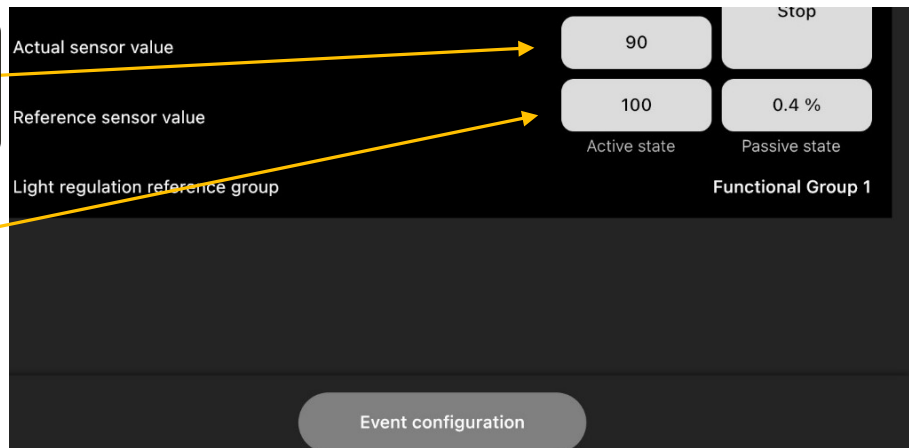 Stop
Actual sensor value 90
Reference sensor value 100 0.4 %
Active state Passive state
Light regulation reference group Functional Group 1
Event configuration